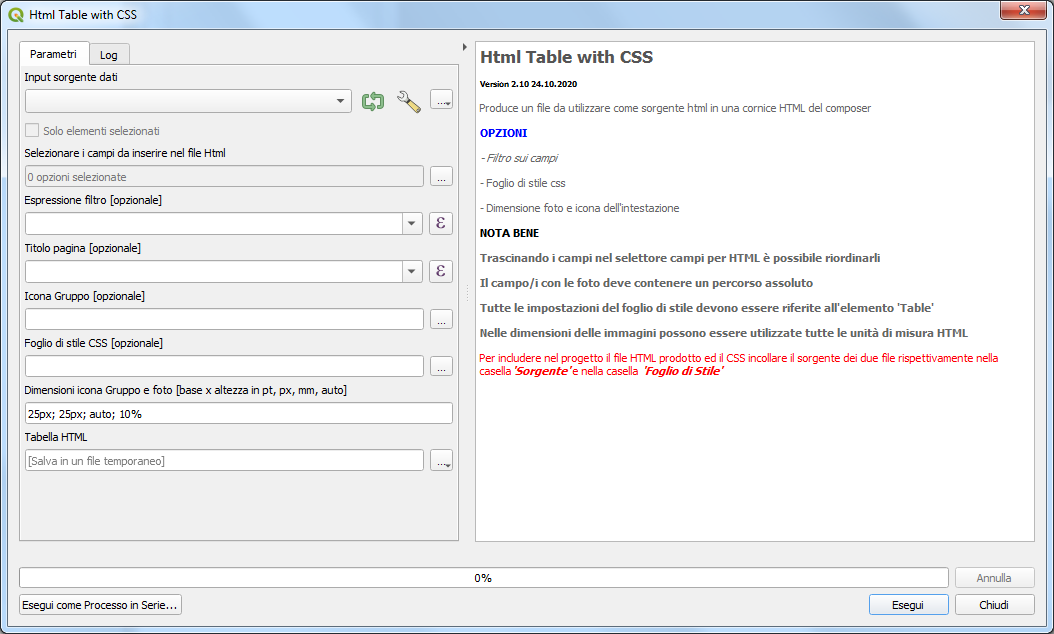 Html Table with CSS
Parametri
Log
Input sorgente dati
...
Solo elementi selezionati
Selezionare i campi da inserire nel file Html
0 opzioni selezionate
...
Espressione filtro [opzionale]
ε
Titolo pagina [opzionale]
ε
Icona Gruppo [opzionale]
...
Foglio di stile CSS [opzionale]
...
Dimensioni icona Gruppo e foto [base x altezza in pt, px, mm, auto]
25px; 25px; auto; 10%
Tabella HTML
[Salva in un file temporaneo]
...
Html Table with CSS
Version 2.10 24.10.2020
Produce un file da utilizzare come sorgente html in una cornice HTML del composer
OPZIONI
- Filtro sui campi
- Foglio di stile css
- Dimensione foto e icona dell'intestazione
NOTA BENE
Trascinando i campi nel selettore campi per HTML è possibile riordinarli
Il campo/i con le foto deve contenere un percorso assoluto
Tutte le impostazioni del foglio di stile devono essere riferite all'elemento 'Table'
Nelle dimensioni delle immagini possono essere utilizzate tutte le unità di misura HTML
Per includere nel progetto il file HTML prodotto ed il CSS incollare il sorgente dei due file rispettivamente nella
casella 'Sorgente' e nella casella 'Foglio di Stile'
0%
Annulla
Esegui come Processo in Serie...
Esegui
Chiudi